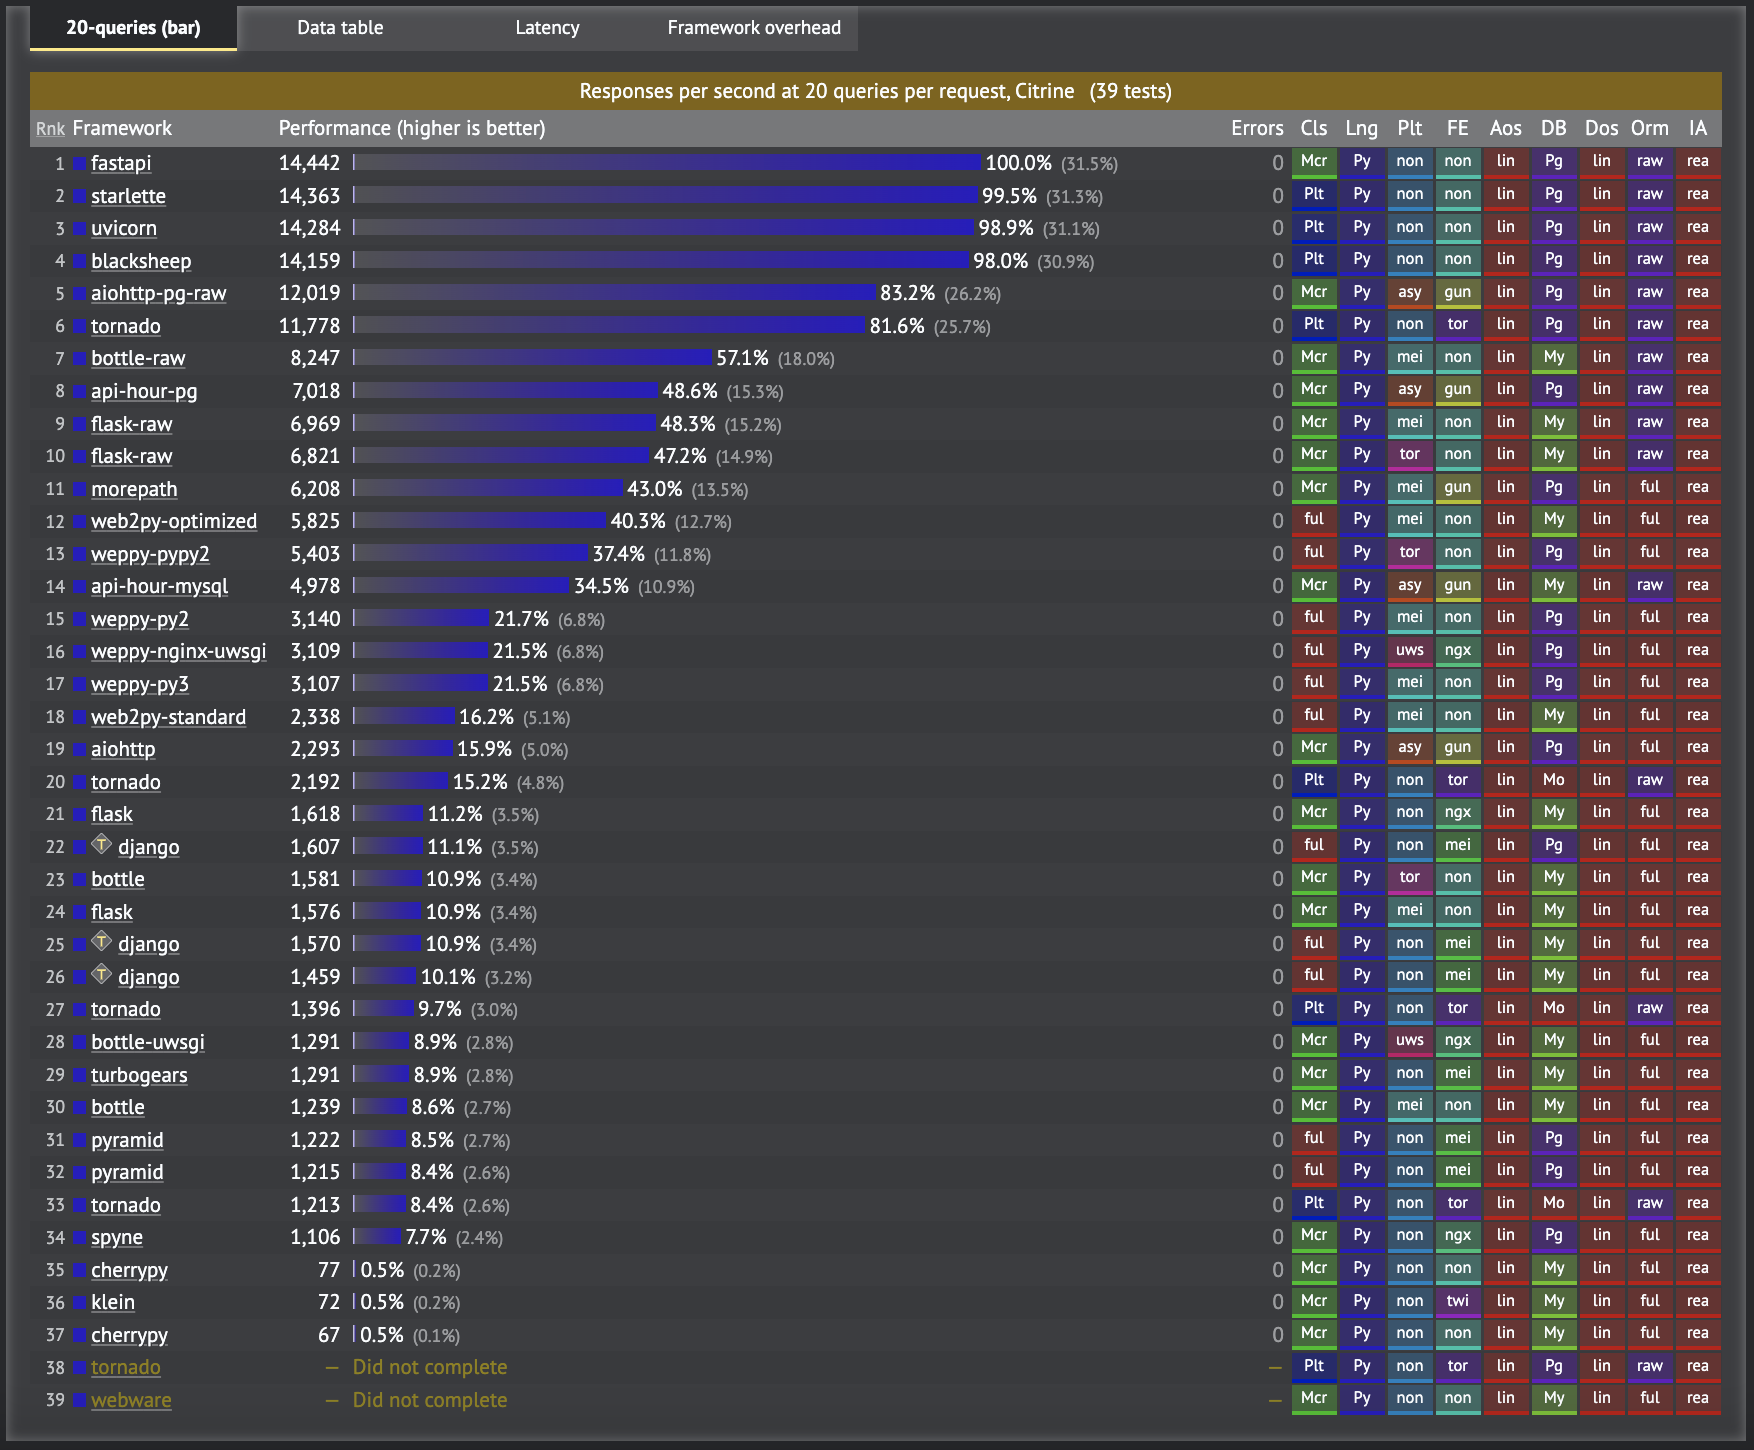 20-queries (bar) Data table Latency Framework overhead
Responses per second at 20 queries per request, Citrine (39 tests)
Rnk Framework Performance (higher is better) Errors Cls Lng Plt FE Aos DB Dos Orm IA
1 fastapi 14,442 100.0% (31.5%) 0 Mcr Py non non lin Pg lin raw rea
2 starlette 14,363 99.5% (31.3%) 0 Plt Py non non lin Pg lin raw rea
3 uvicorn 14,284 98.9% (31.1%) 0 Plt Py non non lin Pg lin raw rea
4 blacksheep 14,159 98.0% (30.9%) 0 Plt Py non non lin Pg lin raw rea
5 aiohttp-pg-raw 12,019 83.2% (26.2%) 0 Mcr Py asy gun lin Pg lin raw rea
6 tornado 11,778 81.6% (25.7%) 0 Plt Py non tor lin Pg lin raw rea
7 bottle-raw 8,247 57.1% (18.0%) 0 Mcr Py mei non lin My lin raw rea
8 api-hour-pg 7,018 48.6% (15.3%) 0 Mcr Py asy gun lin Pg lin raw rea
9 flask-raw 6,969 48.3% (15.2%) 0 Mcr Py mei non lin My lin raw rea
10 flask-raw 6,821 47.2% (14.9%) 0 Mcr Py tor non lin My lin raw rea
11 morepath 6,208 43.0% (13.5%) 0 Mcr Py mei gun lin Pg lin ful rea
12 web2py-optimized 5,825 40.3% (12.7%) 0 ful Py mei non lin My lin ful rea
13 weppy-pypy2 5,403 37.4% (11.8%) 0 ful Py tor non lin Pg lin ful rea
14 api-hour-mysql 4,978 34.5% (10.9%) 0 Mcr Py asy gun lin My lin raw rea
15 weppy-py2 3,140 21.7% (6.8%) 0 ful Py mei non lin Pg lin ful rea
16 weppy-nginx-uwsgi 3,109 21.5% (6.8%) 0 ful Py uws ngx lin Pg lin ful rea
17 weppy-py3 3,107 21.5% (6.8%) 0 ful Py mei non lin Pg lin ful rea
18 web2py-standard 2,338 16.2% (5.1%) 0 ful Py mei non lin My lin ful rea
19 aiohttp 2,293 15.9% (5.0%) 0 Mcr Py asy gun lin Pg lin ful rea
20 tornado 2,192 15.2% (4.8%) 0 Plt Py non tor lin Mo lin raw rea
21 flask 1,618 11.2% (3.5%) 0 Mcr Py non ngx lin My lin ful rea
22 T django 1,607 11.1% (3.5%) 0 ful Py non mei lin Pg lin ful rea
23 bottle 1,581 10.9% (3.4%) 0 Mcr Py tor non lin My lin ful rea
24 flask 1,576 10.9% (3.4%) 0 Mcr Py mei non lin My lin ful rea
25 T django 1,570 10.9% (3.4%) 0 ful Py non mei lin My lin ful rea
26 T django 1,459 10.1% (3.2%) 0 ful Py non mei lin My lin ful rea
27 tornado 1,396 9.7% (3.0%) 0 Plt Py non tor lin Mo lin raw rea
28 bottle-uwsgi 1,291 8.9% (2.8%) 0 Mcr Py uws ngx lin My lin ful rea
29 turbogears 1,291 8.9% (2.8%) 0 Mcr Py non mei lin My lin ful rea
30 bottle 1,239 8.6% (2.7%) 0 Mcr Py mei non lin My lin ful rea
31 pyramid 1,222 8.5% (2.7%) 0 ful Py non mei lin Pg lin ful rea
32 pyramid 1,215 8.4% (2.6%) 0 ful Py non mei lin Pg lin ful rea
33 tornado 1,213 8.4% (2.6%) 0 Plt Py non tor lin Mo lin raw rea
34 spyne 1,106 7.7% (2.4%) 0 Mcr Py non ngx lin Pg lin ful rea
35 cherrypy 77 0.5% (0.2%) 0 Mcr Py non non lin My lin ful rea
36 klein 72 0.5% (0.2%) 0 Mcr Py non twi lin My lin ful rea
37 cherrypy 67 0.5% (0.1%) 0 Mcr Py non non lin My lin ful rea
38 tornado — Did not complete — Plt Py non tor lin Pg lin raw rea
39 webware — Did not complete — Mcr Py non non lin My lin ful rea